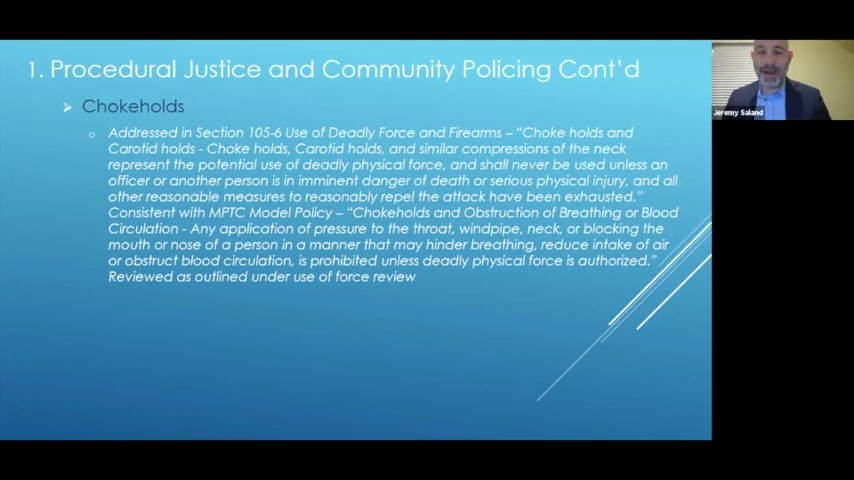 1. Procedural Justice and Community Policing Cont'd
Chokeholds
Addressed in Section 105-6 Use of Deadly Force and Firearms – "Choke holds and
Carotid holds - Choke holds, Carotid holds, and similar compressions of the neck
represent the potential use of deadly physical force, and shall never be used unless an
officer or another person is in imminent danger of death or serious physical injury, and all
other reasonable measures to reasonably repel the attack have been exhausted."
Consistent with MPTC Model Policy – "Chokeholds and Obstruction of Breathing or Blood
Circulation - Any application of pressure to the throat, windpipe, neck, or blocking the
mouth or nose of a person in a manner that may hinder breathing, reduce intake of air
or obstruct blood circulation, is prohibited unless deadly physical force is authorized."
Reviewed as outlined under use of force review
Jeremy Saland